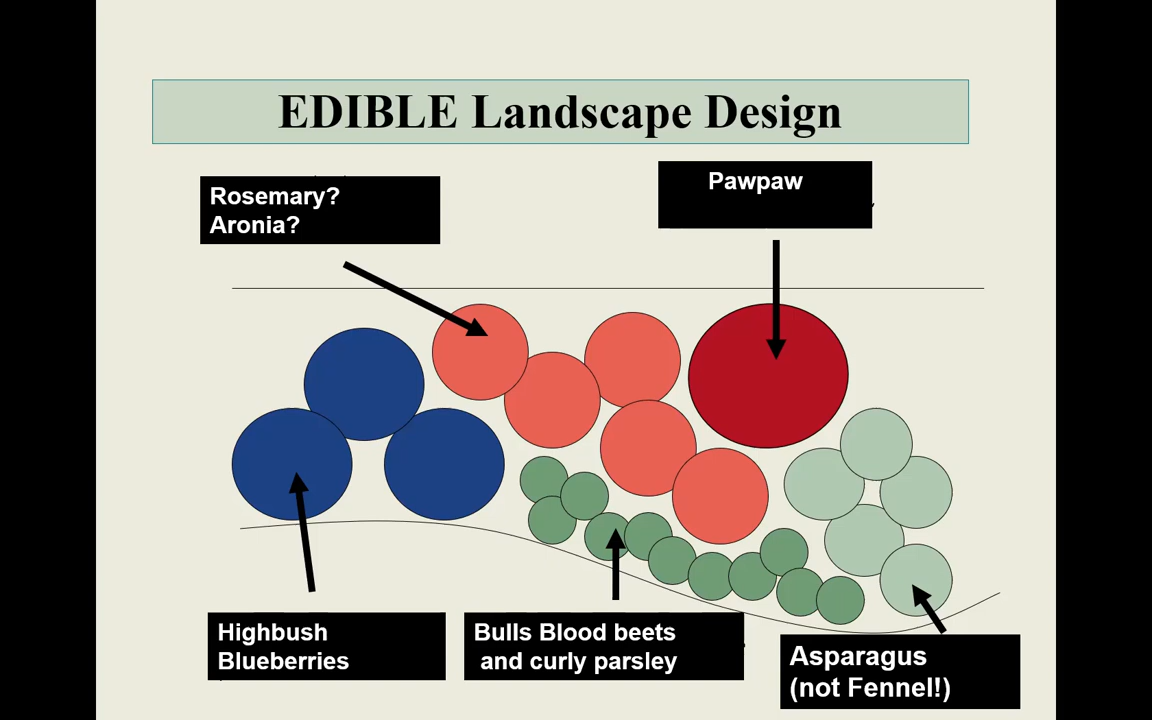 EDIBLE Landscape Design
Rosemary?
Aronia?
Pawpaw
Highbush
Blueberries
Bulls Blood beets
and curly parsley
Asparagus
(not Fennel!)